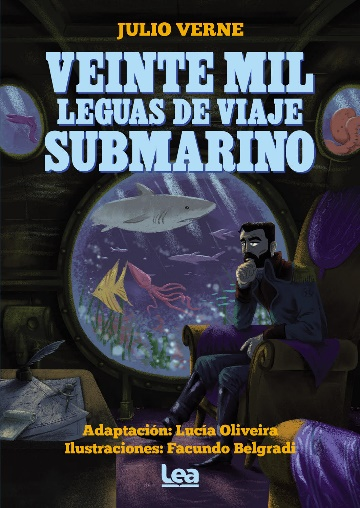 JULIO VERNE
VEINTE MIL
LEGUAS DE VIAJE
SUBMARINO
Adaptación: Lucía Oliveira
Ilustraciones: Facundo Belgradi
Lea